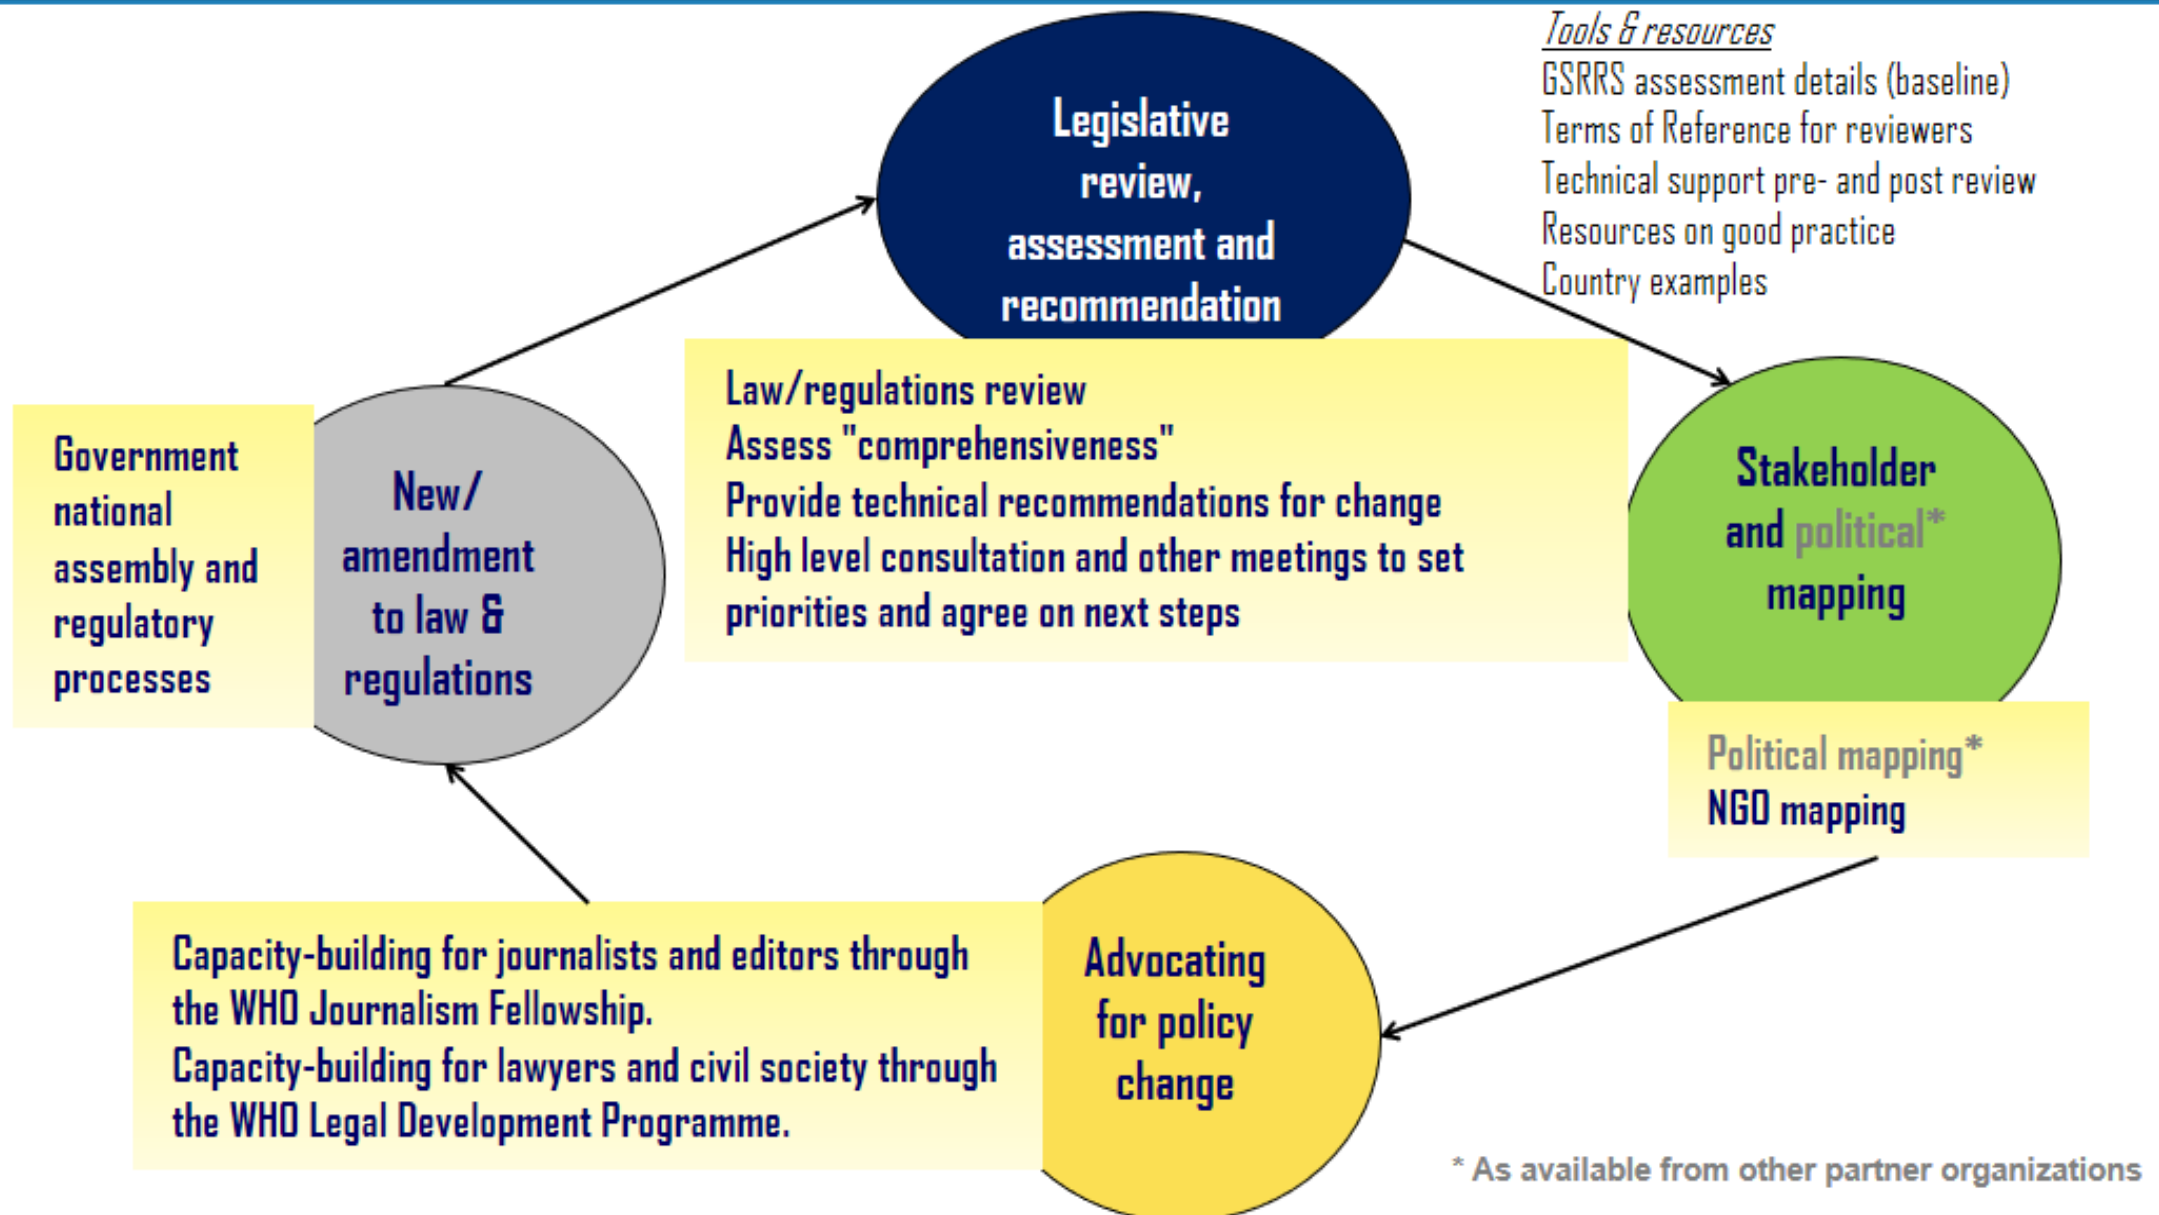 Tools & resources
GSRRS assessment details (baseline)
Terms of Reference for reviewers
Technical support pre- and post review
Resources on good practice
Country examples
Legislative
review,
assessment and
recommendation
Law/regulations review
Assess "comprehensiveness"
Provide technical recommendations for change
High level consultation and other meetings to set
priorities and agree on next steps
Stakeholder
and political*
mapping
Political mapping*
NGO mapping
Advocating
for policy
change
Capacity-building for journalists and editors through
the WHO Journalism Fellowship.
Capacity-building for lawyers and civil society through
the WHO Legal Development Programme.
New/
amendment
to law &
regulations
Government
national
assembly and
regulatory
processes
* As available from other partner organizations